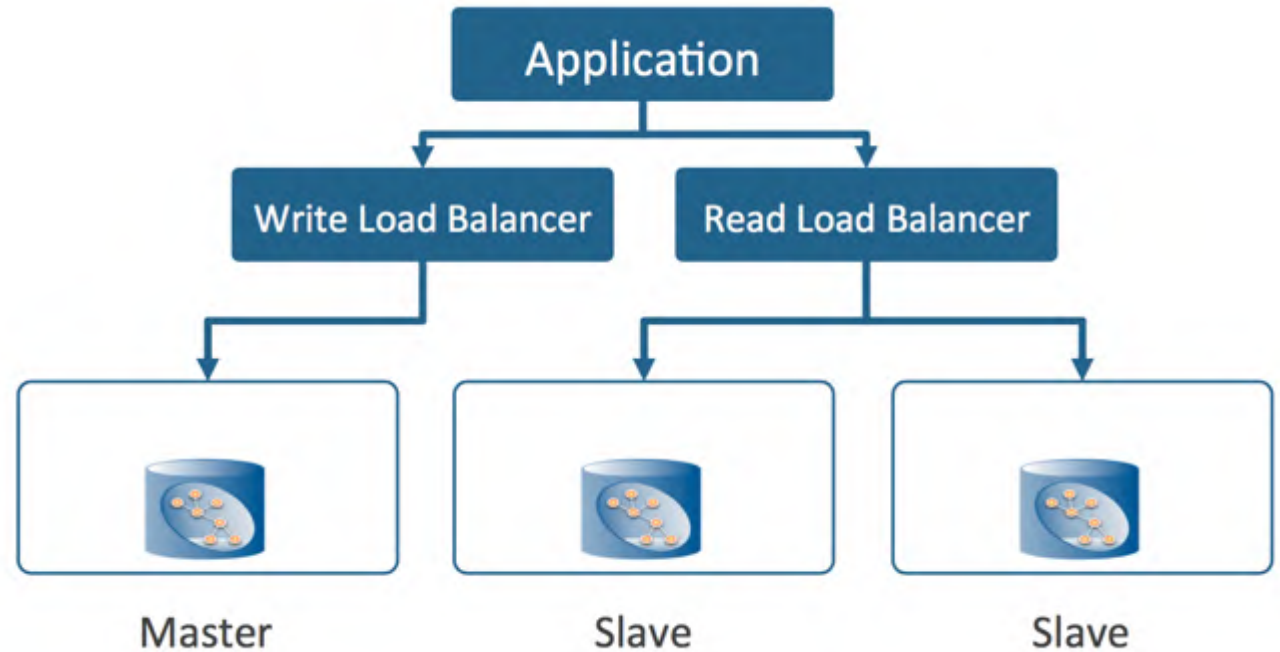 Application
Write Load Balancer
Read Load Balancer
Master
Slave
Slave